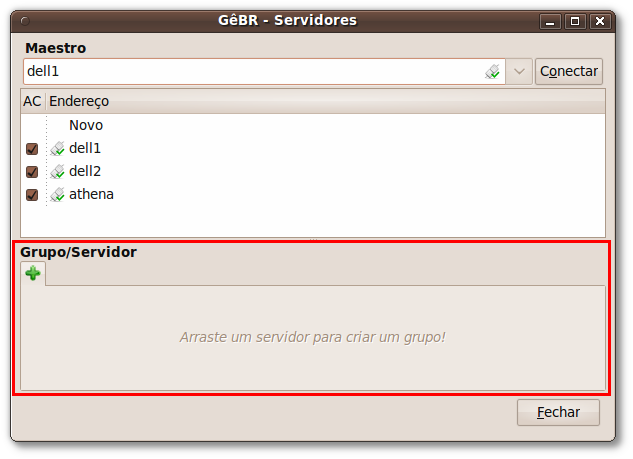 GêBR - Servidores
Maestro
dell1
Conectar
AC Endereço
Novo
dell1
dell2
athena
Grupo/Servidor
Arraste um servidor para criar um grupo!
Fechar